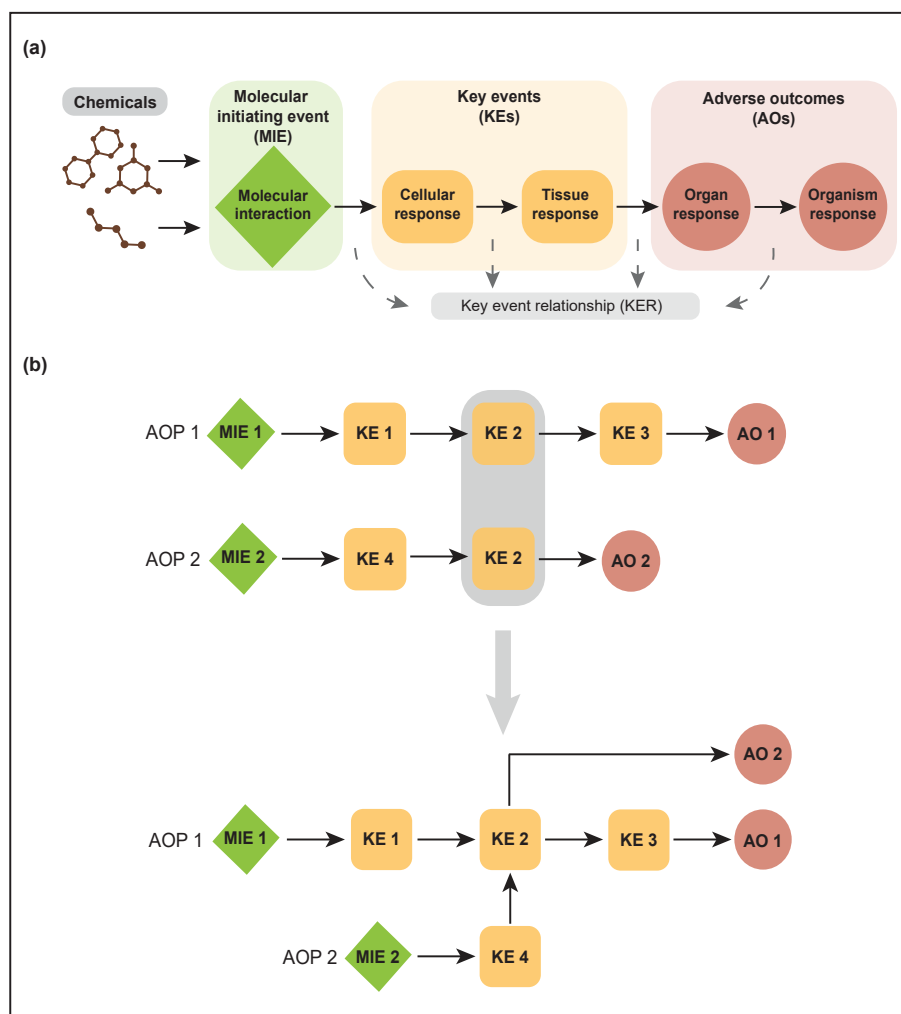 (a)
Chemicals
Molecular
initiating event
(MIE)
Key events
(KEs)
Adverse outcomes
(AOs)
Molecular
interaction
Cellular
response
Tissue
response
Organ
response
Organism
response
Key event relationship (KER)
(b)
AOP 1
MIE 1
KE 1
KE 2
KE 3
AO 1
AOP 2
MIE 2
KE 4
KE 2
AO 2
AO 2
AOP 1
MIE 1
KE 1
KE 2
KE 3
AO 1
AOP 2
MIE 2
KE 4